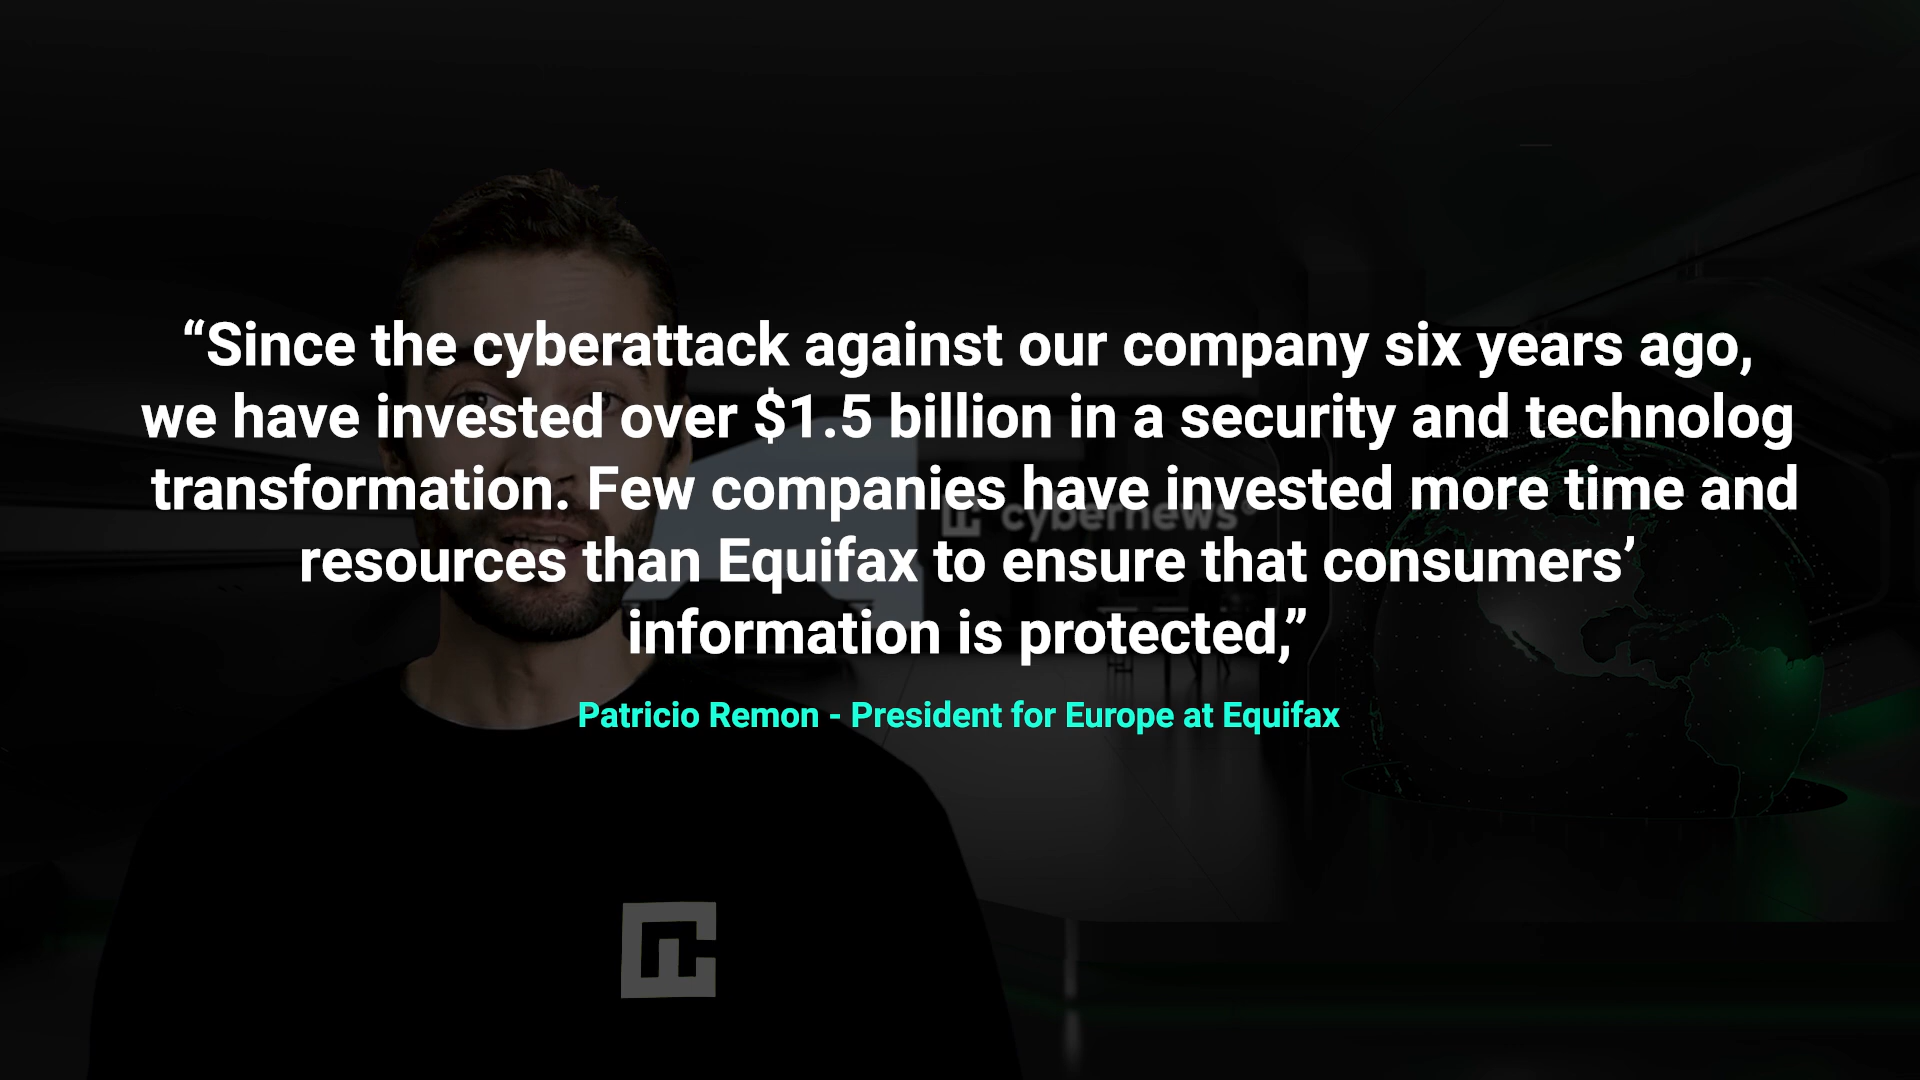 “Since the cyberattack against our company six years ago,
we have invested over $1.5 billion in a security and technolog
transformation. Few companies have invested more time and
resources than Equifax to ensure that consumers’
information is protected,”
cybernews®
Patricio Remon - President for Europe at Equifax